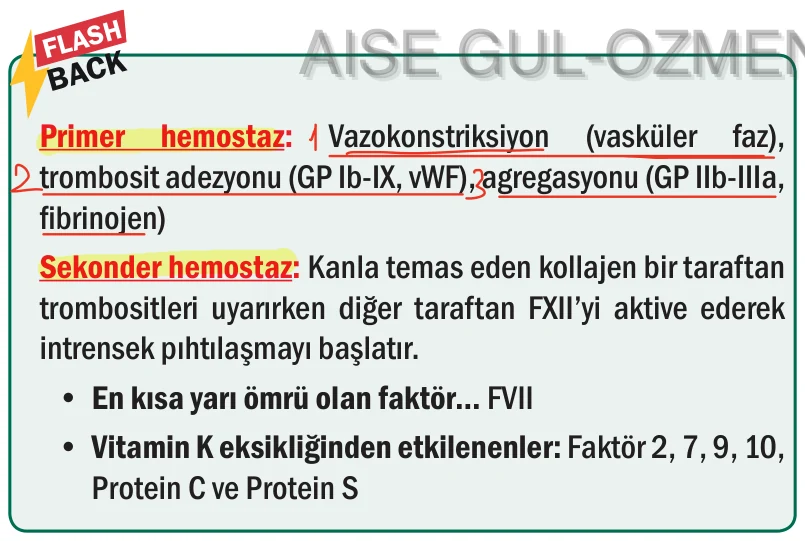 FLASH
BACK
AISE GUL-OZMEN
Primer hemostaz: 1 Vazokonstriksiyon (vasküler faz),
2 trombosit adezyonu (GP Ib-IX, vWF), 3 agregasyonu (GP IIb-IIIa,
fibrinojen)
Sekonder hemostaz: Kanla temas eden kollajen bir taraftan
trombositleri uyarırken diğer taraftan FXII’yi aktive ederek
intrensek pıhtılaşmayı başlatır.
• En kısa yarı ömrü olan faktör... FVII
• Vitamin K eksikliğinden etkilenenler: Faktör 2, 7, 9, 10,
Protein C ve Protein S